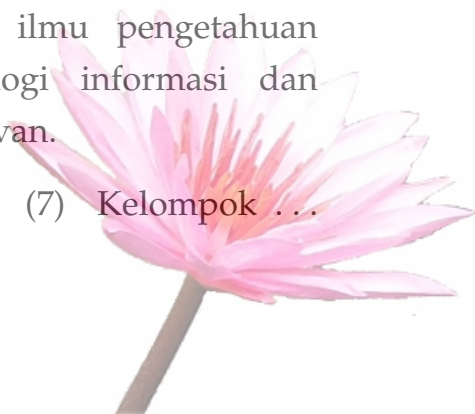 ilmu pengetahuan
ogi informasi dan
van.
(7) Kelompok . . .